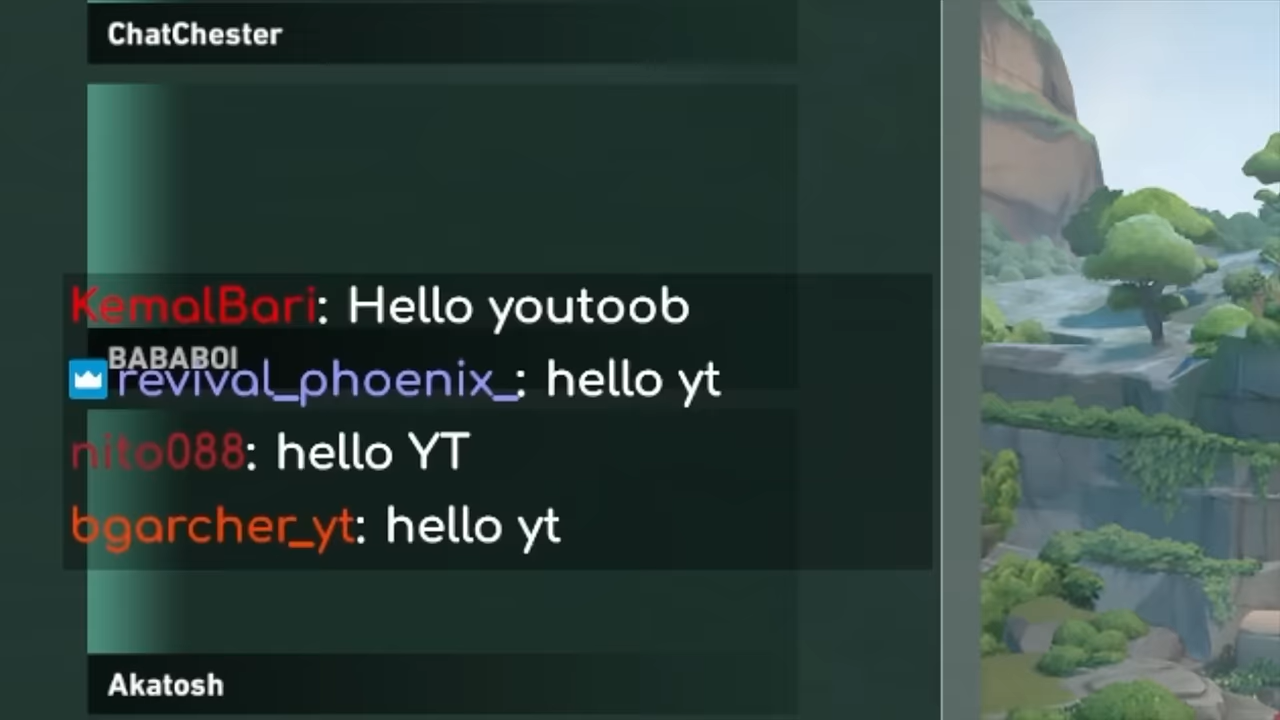 ChatChester
KemalBari: Hello youtoob
BABABOI
revival_phoenix_: hello yt
nito088: hello YT
bgarcher_yt: hello yt
Akatosh